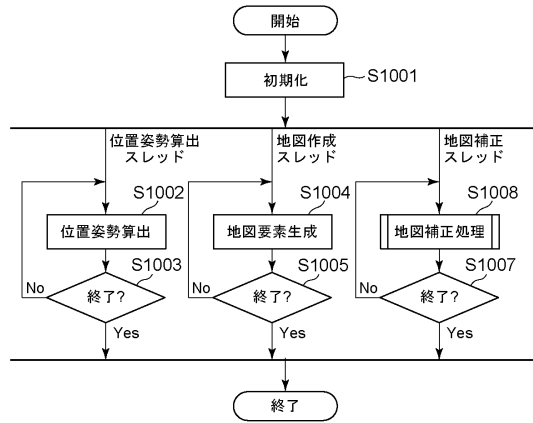 開始
初期化
S1001
位置姿勢算出
スレッド
地図作成
スレッド
地図補正
スレッド
S1002
S1004
S1008
位置姿勢算出
地図要素生成
地図補正処理
S1003
S1005
S1007
No
終了?
No
終了?
No
終了?
Yes
Yes
Yes
終了